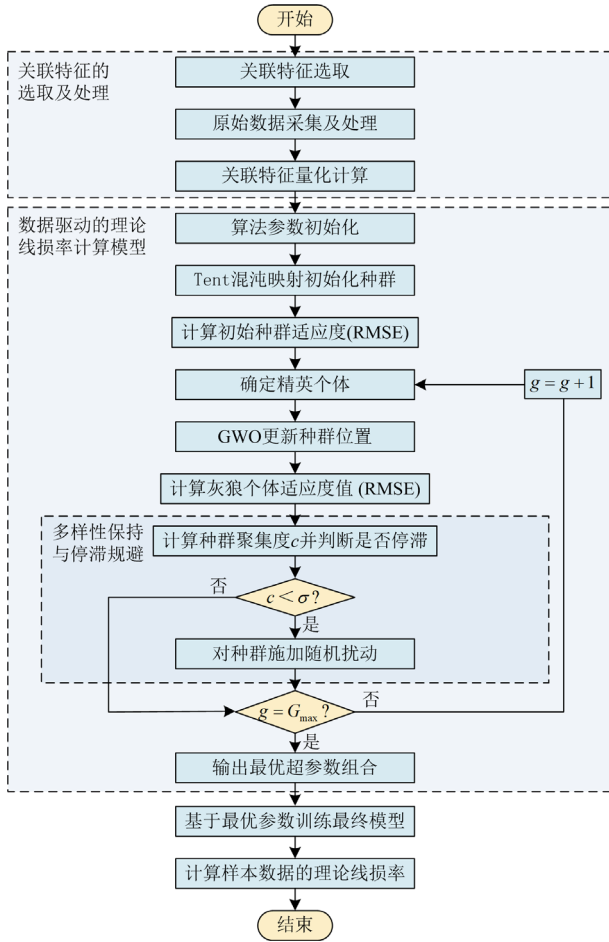 开始
关联特征的
选取及处理
关联特征选取
原始数据采集及处理
关联特征量化计算
数据驱动的理论
线损率计算模型
算法参数初始化
Tent混沌映射初始化种群
计算初始种群适应度(RMSE)
确定精英个体
g = g +1
GWO更新种群位置
计算灰狼个体适应度值 (RMSE)
多样性保持
与停滞规避
计算种群聚集度c并判断是否停滞
否
c < σ?
是
对种群施加随机扰动
g = Gmax ?
否
是
输出最优超参数组合
基于最优参数训练最终模型
计算样本数据的理论线损率
结束